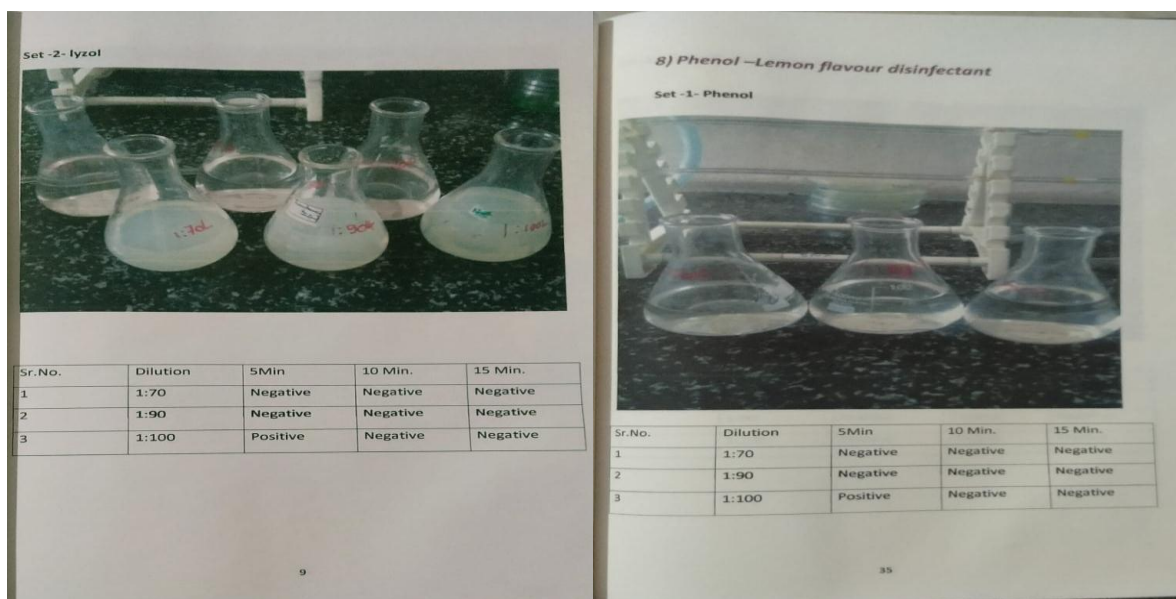 Set -2- lyzol
1:70
1:90
Sr.No. Dilution 5Min 10 Min. 15 Min.
1 1:70 Negative Negative Negative
2 1:90 Negative Negative Negative
3 1:100 Positive Negative Negative
9
8) Phenol –Lemon flavour disinfectant
Set -1- Phenol
100
Sr.No. Dilution 5Min 10 Min. 15 Min.
1 1:70 Negative Negative Negative
2 1:90 Negative Negative Negative
3 1:100 Positive Negative Negative
35